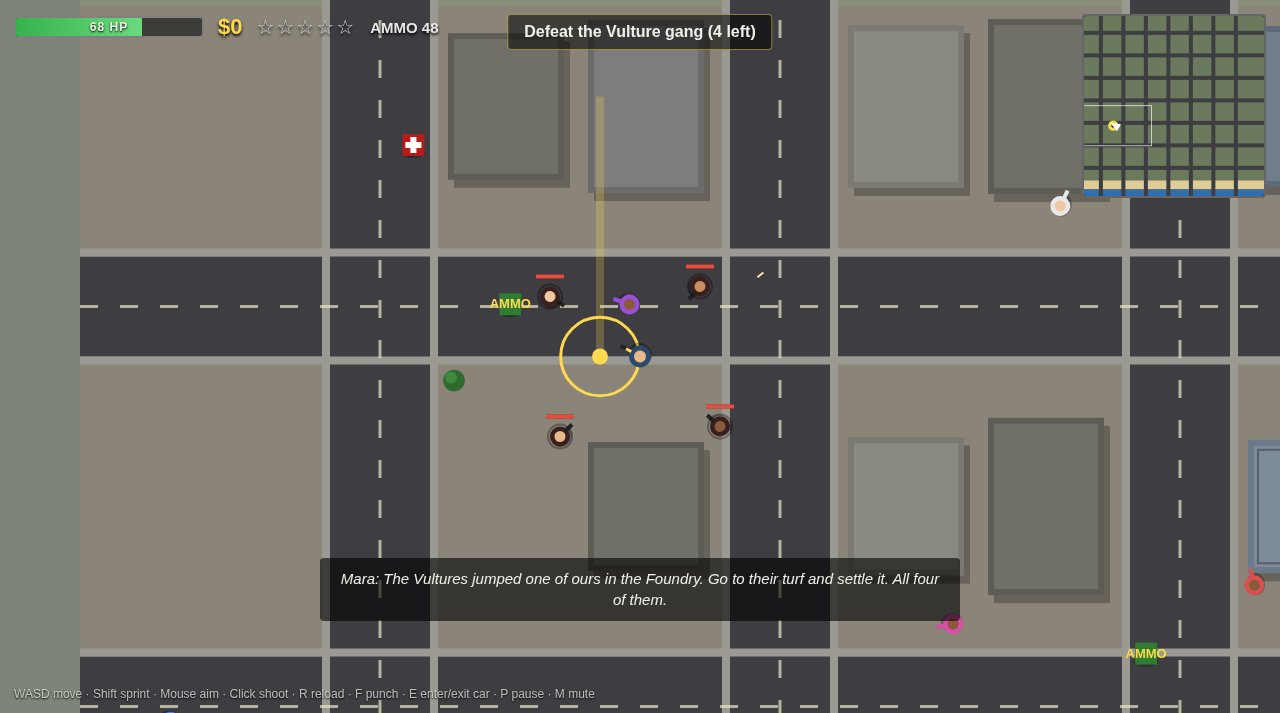 68 HP $0 ☆☆☆☆☆ AMMO 48
Defeat the Vulture gang (4 left)
AMMO
Mara: The Vultures jumped one of ours in the Foundry. Go to their turf and settle it. All four
of them.
AMMO
WASD move · Shift sprint · Mouse aim · Click shoot · R reload · F punch · E enter/exit car · P pause · M mute